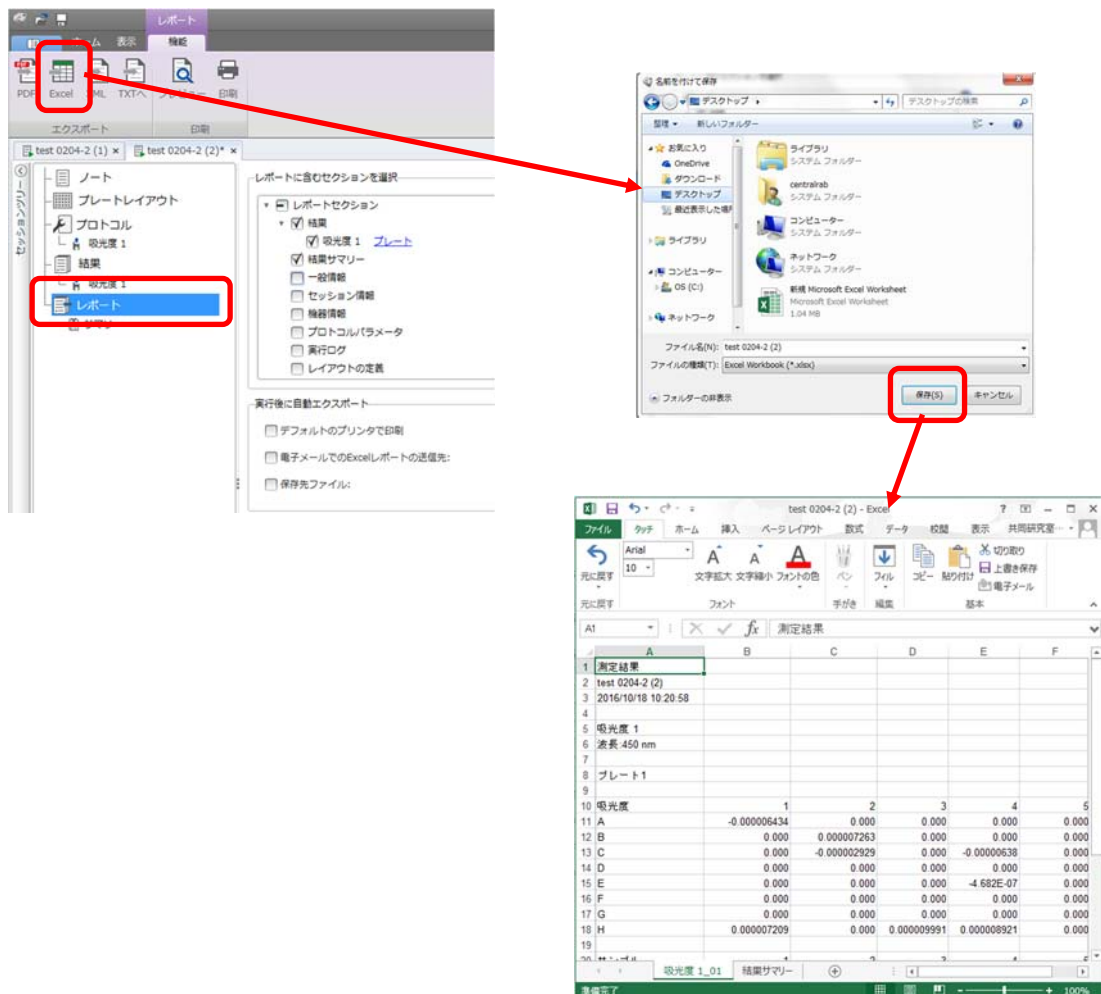 レポート
ホーム 表示 機能
PDF Excel XML TXTへ プレビュー 印刷
エクスポート 印刷
test 0204-2 (1) × test 0204-2 (2)* ×
セッションツリー
ノート
プレートレイアウト
プロトコル
吸光度 1
結果
吸光度 1
レポート
レポートに含むセクションを選択
レポートセクション
結果
吸光度 1 プレート
結果サマリー
一般情報
セッション情報
機器情報
プロトコルパラメータ
実行ログ
レイアウトの定義
実行後に自動エクスポート
デフォルトのプリンタで印刷
電子メールでのExcelレポートの送信先:
保存先ファイル:
名前を付けて保存
デスクトップ
デスクトップの検索
整理 新しいフォルダー
お気に入り
OneDrive
ダウンロード
デスクトップ
最近表示した場所
ライブラリ
コンピューター
OS (C:)
ネットワーク
ライブラリ
システム フォルダー
centralrab
システム フォルダー
コンピューター
システム フォルダー
ネットワーク
システム フォルダー
新規 Microsoft Excel Worksheet
Microsoft Excel Worksheet
1.04 MB
ファイル名(N): test 0204-2 (2)
ファイルの種類(T): Excel Workbook (*.xlsx)
フォルダーの非表示
保存(S) キャンセル
test 0204-2 (2) - Excel
ファイル タッチ ホーム 挿入 ページ レイアウト 数式 データ 校閲 表示 共同研究室…
元に戻す Arial 10 文字拡大 文字縮小 フォントの色 ペン フィル コピー 貼り付け 切り取り
上書き保存
電子メール
元に戻す フォント 手がき 編集 基本
A1 fx 測定結果
A B C D E F
1 測定結果
2 test 0204-2 (2)
3 2016/10/18 10:20:58
4
5 吸光度 1
6 波長:450 nm
7
8 プレート1
9
10 吸光度 1 2 3 4 5
11 A -0.000006434 0.000 0.000 0.000 0.000
12 B 0.000 0.000007263 0.000 0.000 0.000
13 C 0.000 -0.000002929 0.000 -0.00000638 0.000
14 D 0.000 0.000 0.000 0.000 0.000
15 E 0.000 0.000 0.000 -4.682E-07 0.000
16 F 0.000 0.000 0.000 0.000 0.000
17 G 0.000 0.000 0.000 0.000 0.000
18 H 0.000007209 0.000 0.000009991 0.000008921 0.000
19
吸光度 1_01 結果サマリー
準備完了 100%